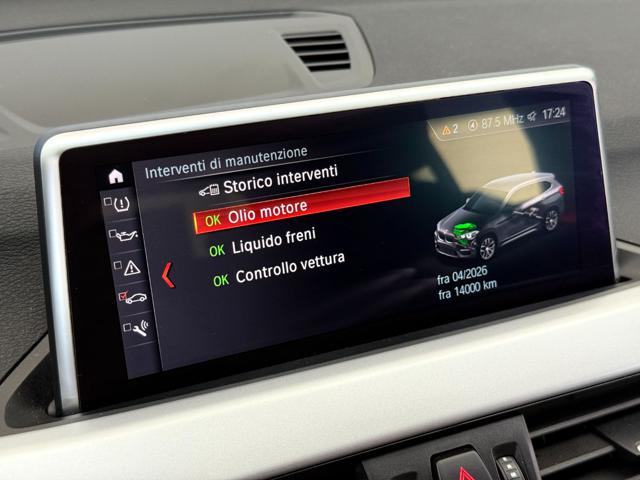 2 4 87.5 MHz 17:24
Interventi di manutenzione
Storico interventi
OK Olio motore
OK Liquido freni
OK Controllo vettura
fra 04/2026
fra 14000 km